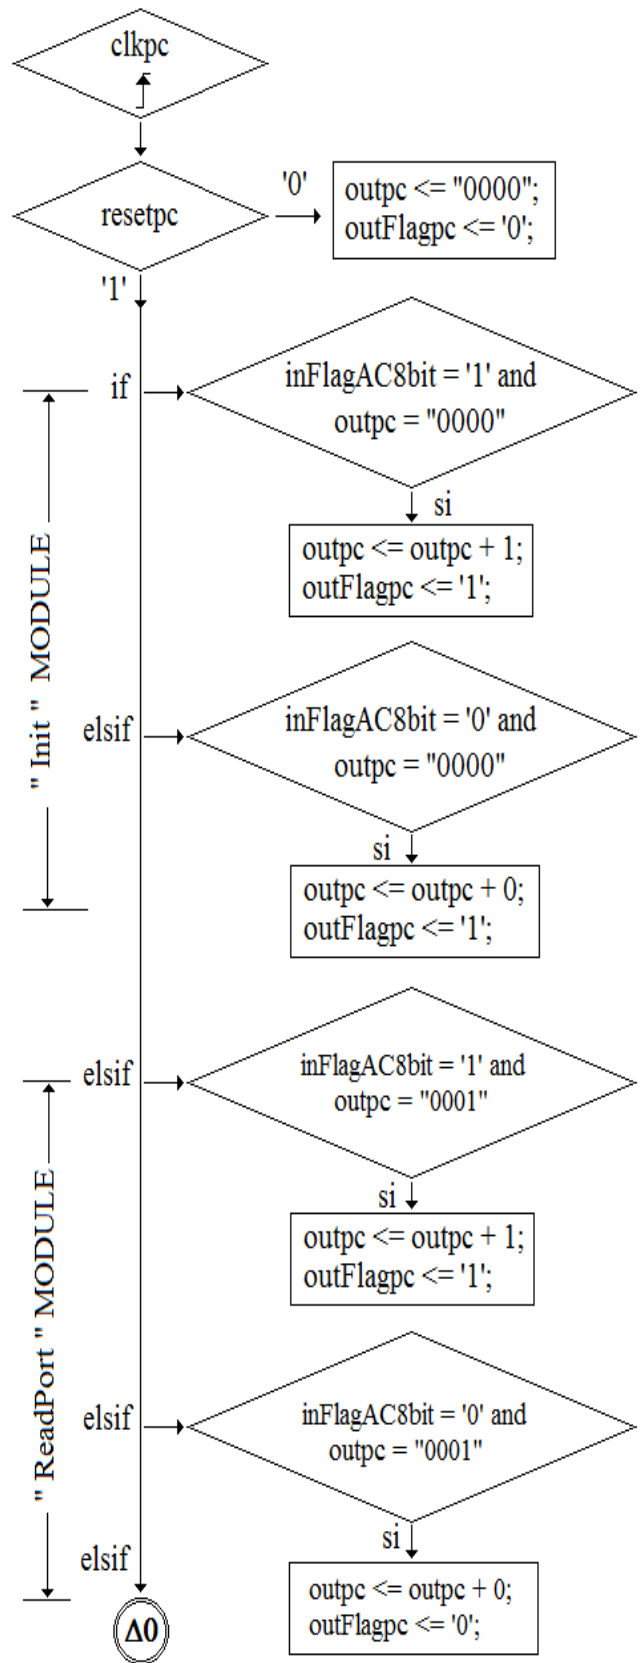 clkpc
resetpc
'0'
outpc <= "0000";
outFlagpc <= '0';
'1'
if
inFlagAC8bit = '1' and
outpc = "0000"
si
outpc <= outpc + 1;
outFlagpc <= '1';
" Init " MODULE
elsif
inFlagAC8bit = '0' and
outpc = "0000"
si
outpc <= outpc + 0;
outFlagpc <= '1';
elsif
inFlagAC8bit = '1' and
outpc = "0001"
si
outpc <= outpc + 1;
outFlagpc <= '1';
" ReadPort " MODULE
elsif
inFlagAC8bit = '0' and
outpc = "0001"
si
outpc <= outpc + 0;
outFlagpc <= '0';
elsif
Δ0